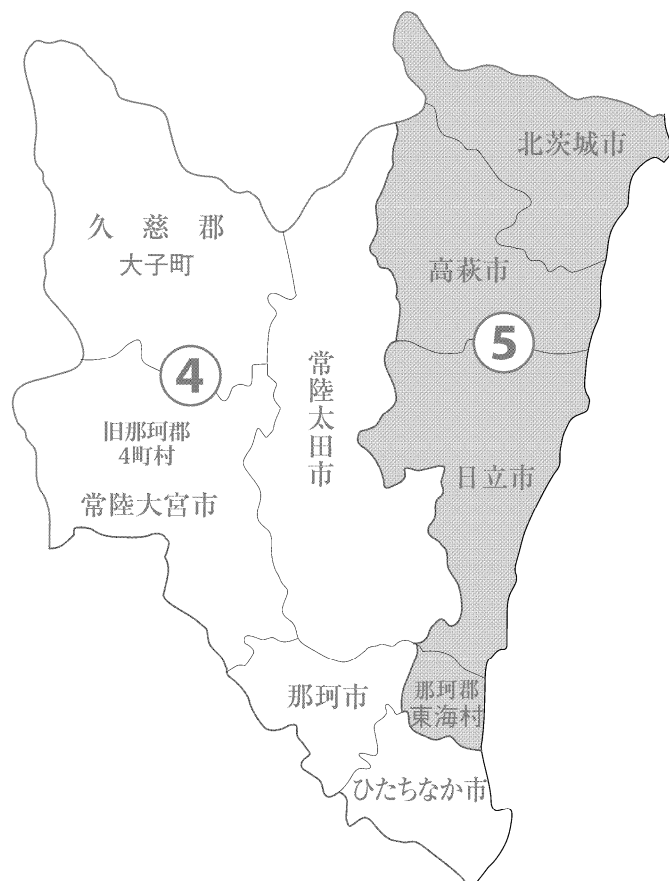 北茨城市
久慈郡
大子町
高萩市
5
4
常陸太田市
旧那珂郡
4町村
日立市
常陸大宮市
那珂市
那珂郡
東海村
ひたちなか市